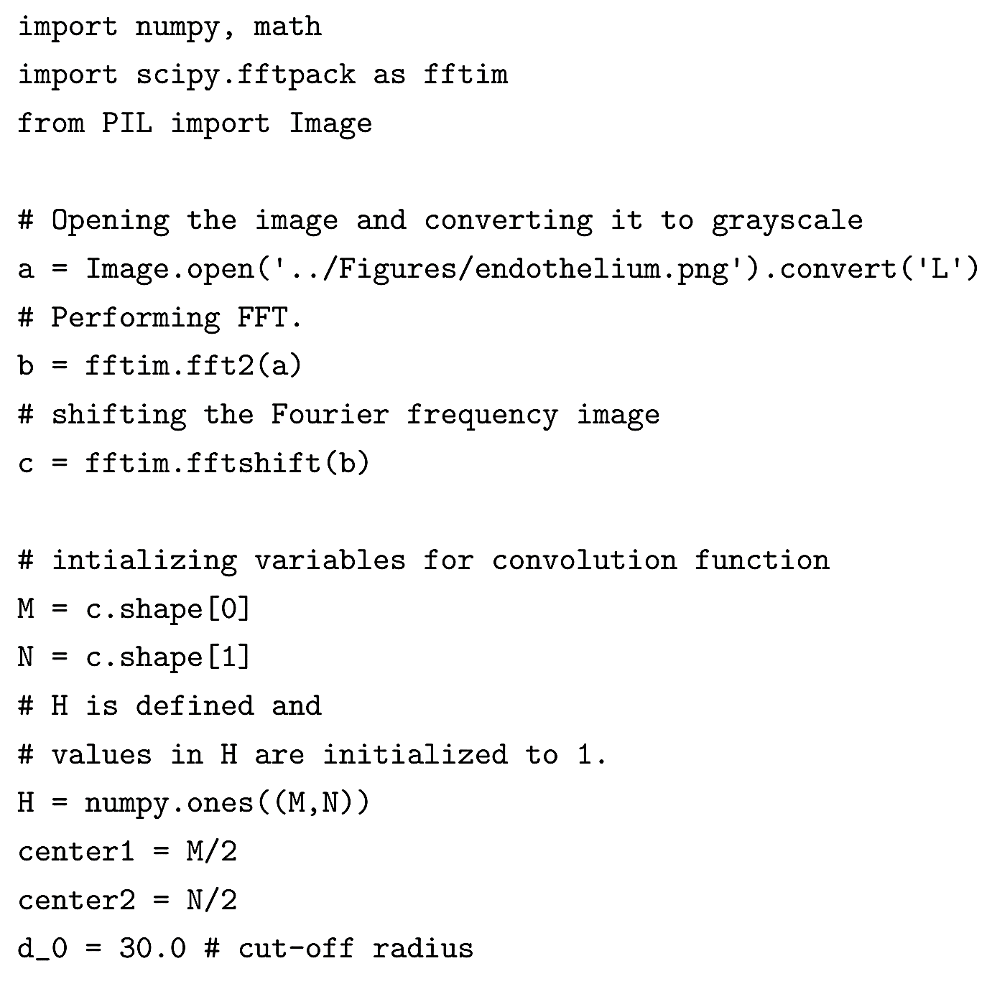 import numpy, math
import scipy.fftpack as fftim
from PIL import Image
# Opening the image and converting it to grayscale
a = Image.open('../Figures/endothelium.png').convert('L')
# Performing FFT.
b = fftim.fft2(a)
# shifting the Fourier frequency image
c = fftim.fftshift(b)
# intializing variables for convolution function
M = c.shape[0]
N = c.shape[1]
# H is defined and
# values in H are initialized to 1.
H = numpy.ones((M,N))
center1 = M/2
center2 = N/2
d_0 = 30.0 # cut-off radius